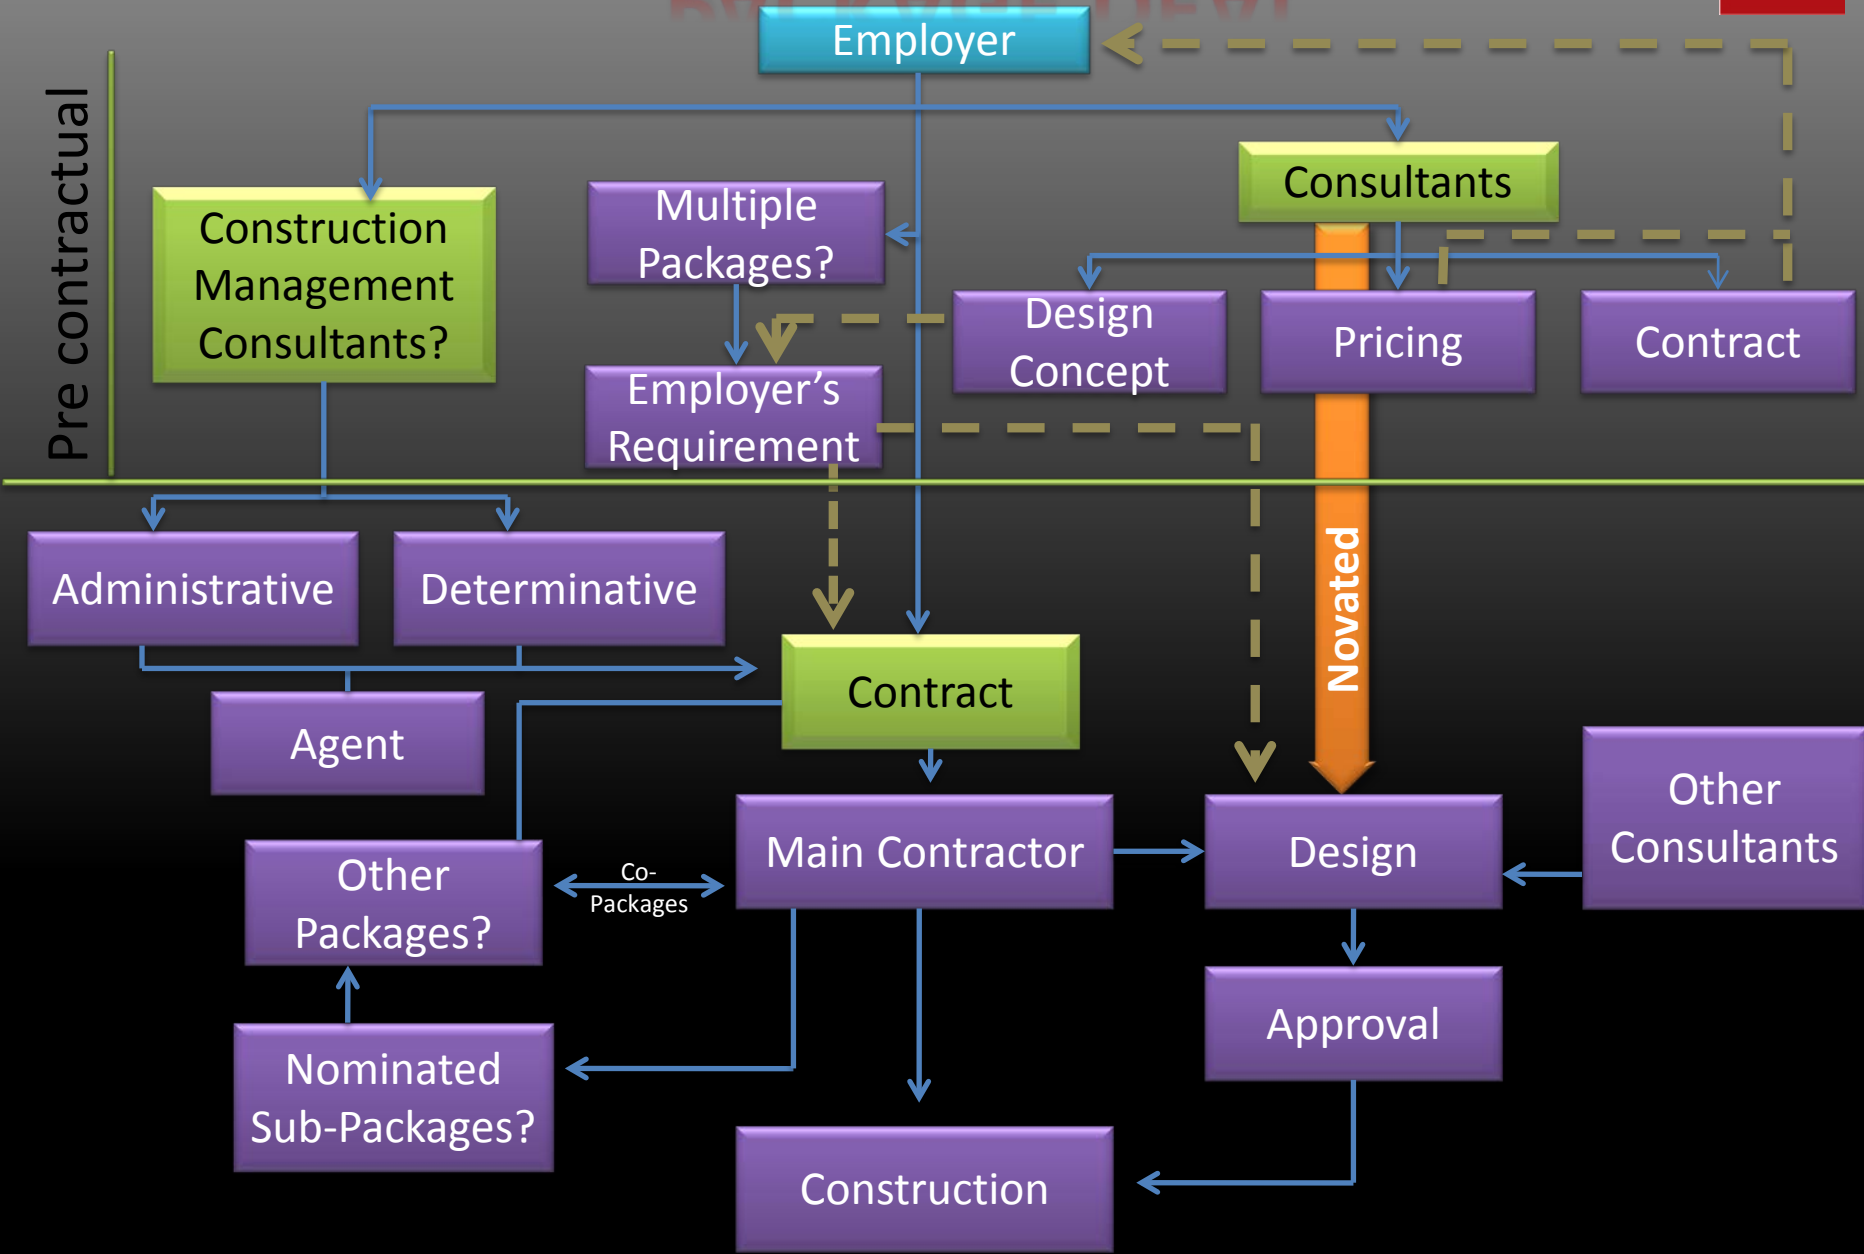 Employer
Pre contractual
Consultants
Construction
Management
Consultants?
Multiple
Packages?
Design
Concept
Pricing
Contract
Employer’s
Requirement
Administrative
Determinative
Novated
Contract
Agent
Other
Consultants
Main Contractor
Design
Other
Packages?
Co-
Packages
Approval
Nominated
Sub-Packages?
Construction